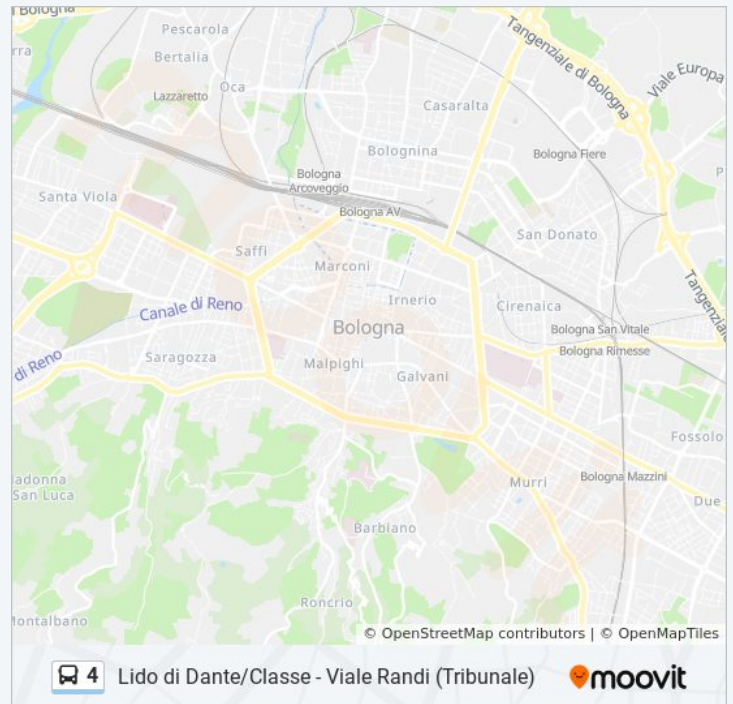 li Bologna
Pescarola
Tangenziale di Bologna
Bertalia
Viale Europa
rra
Oca
Lazzaretto
Casaralta
Bolognina
Bologna Fiere
Bologna
Arcoveggio
P
Santa Viola
Bologna AV
San Donato
Saffi
Marconi
Tangenziale
Irnerio
Canale di Reno
Cirenaica
Bologna
Bologna San Vitale
di Reno
Saragozza
Bologna Rimesse
Malpighi
Galvani
Fossolo
Bologna Mazzini
Murri
ladonna
San Luca
Due
Barbiano
Roncrio
Montalbano
© OpenStreetMap contributors | © OpenMapTiles
4 Lido di Dante/Classe - Viale Randi (Tribunale) moovit